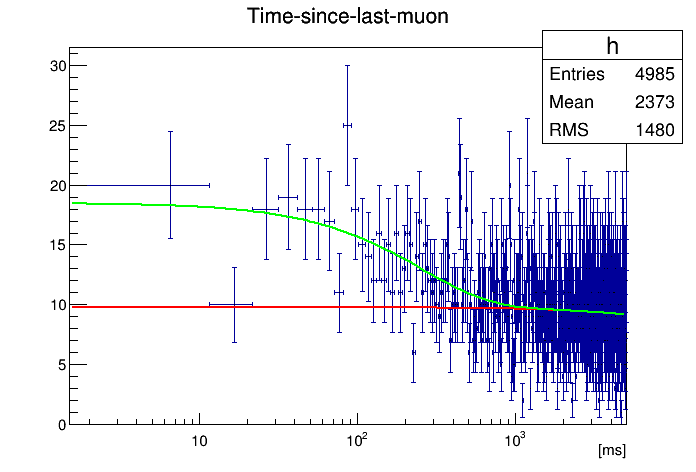 Time-since-last-muon
h
Entries 4985
Mean 2373
RMS 1480
30
25
20
15
10
5
0
10 10² 10³
[ms]